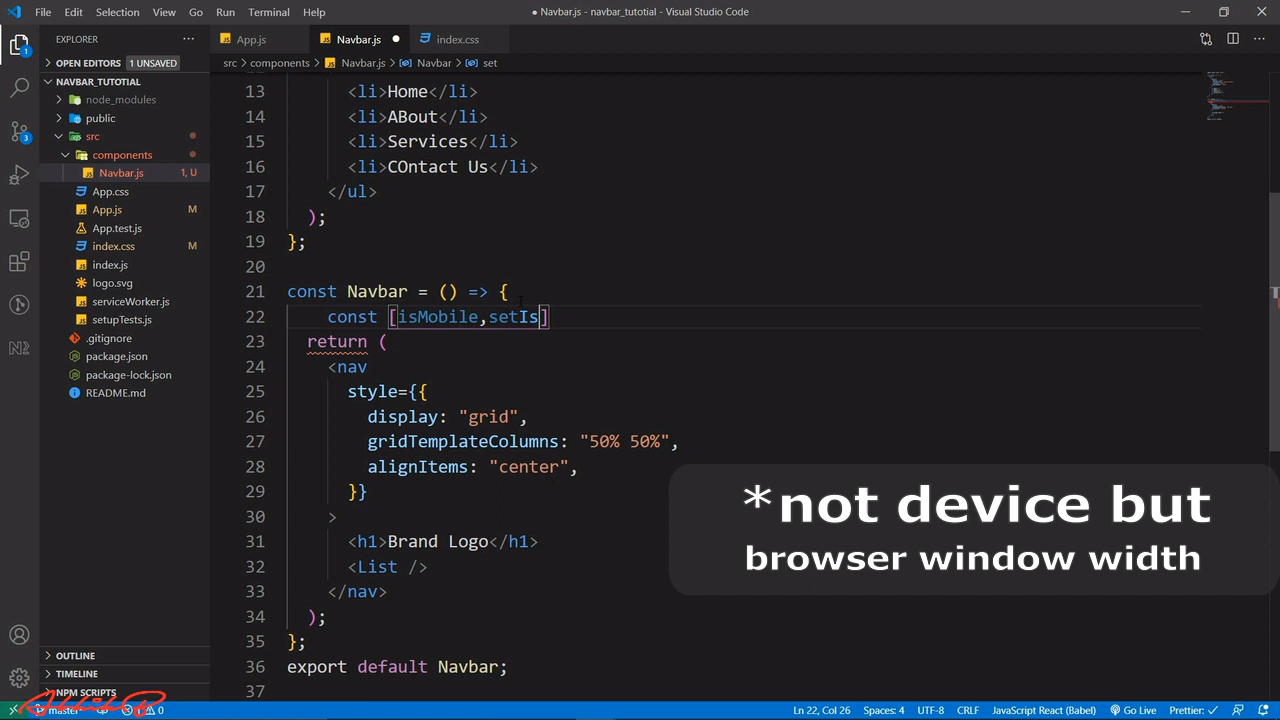 File Edit Selection View Go Run Terminal Help
● Navbar.js - navbar_tutorial - Visual Studio Code
EXPLORER
OPEN EDITORS 1 UNSAVED
NAVBAR_TUTORIAL
node_modules
public
src
components
Navbar.js 1, U
App.css
App.js M
App.test.js
index.css M
index.js
logo.svg
serviceWorker.js
setupTests.js
.gitignore
package.json
package-lock.json
README.md
OUTLINE
TIMELINE
NPM SCRIPTS
App.js Navbar.js ● index.css
src > components > Navbar.js > Navbar > set
13 <li>Home</li>
14 <li>ABout</li>
15 <li>Services</li>
16 <li>COntact Us</li>
17 </ul>
18 );
19 };
20
21 const Navbar = () => {
22 const [isMobile,setIs]
23 return (
24 <nav
25 style={{
26 display: "grid",
27 gridTemplateColumns: "50% 50%",
28 alignItems: "center",
29 }}
30 >
31 <h1>Brand Logo</h1>
32 <List />
33 </nav>
34 );
35 };
36 export default Navbar;
37
*not device but
browser window width
master* 1 0
Ln 22, Col 26 Spaces: 4 UTF-8 CRLF JavaScript React (Babel) Go Live Prettier: ✓